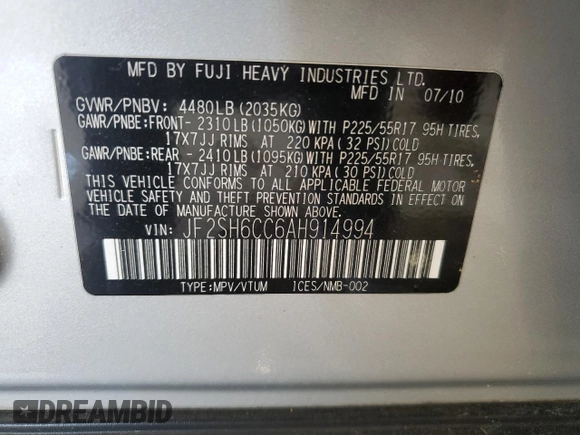 MFD BY FUJI HEAVY INDUSTRIES LTD.
MFD IN 07/10
GVWR/PNBV: 4480LB (2035KG)
GAWR/PNBE: FRONT- 2310LB (1050KG) WITH P225/55R17 95H TIRES,
17X7JJ RIMS AT 220 KPA (32 PSI) COLD
GAWR/PNBE: REAR - 2410LB (1095KG) WITH P225/55R17 95H TIRES,
17X7JJ RIMS AT 210 KPA (30 PSI) COLD
THIS VEHICLE CONFORMS TO ALL APPLICABLE FEDERAL MOTOR
VEHICLE SAFETY AND THEFT PREVENTION STANDARDS IN EFFECT ON
THE DATE OF MANUFACTURE SHOWN ABOVE.
VIN: JF2SH6CC6AH914994
TYPE: MPV/VTUM ICES/NMB-002
DREAMBID